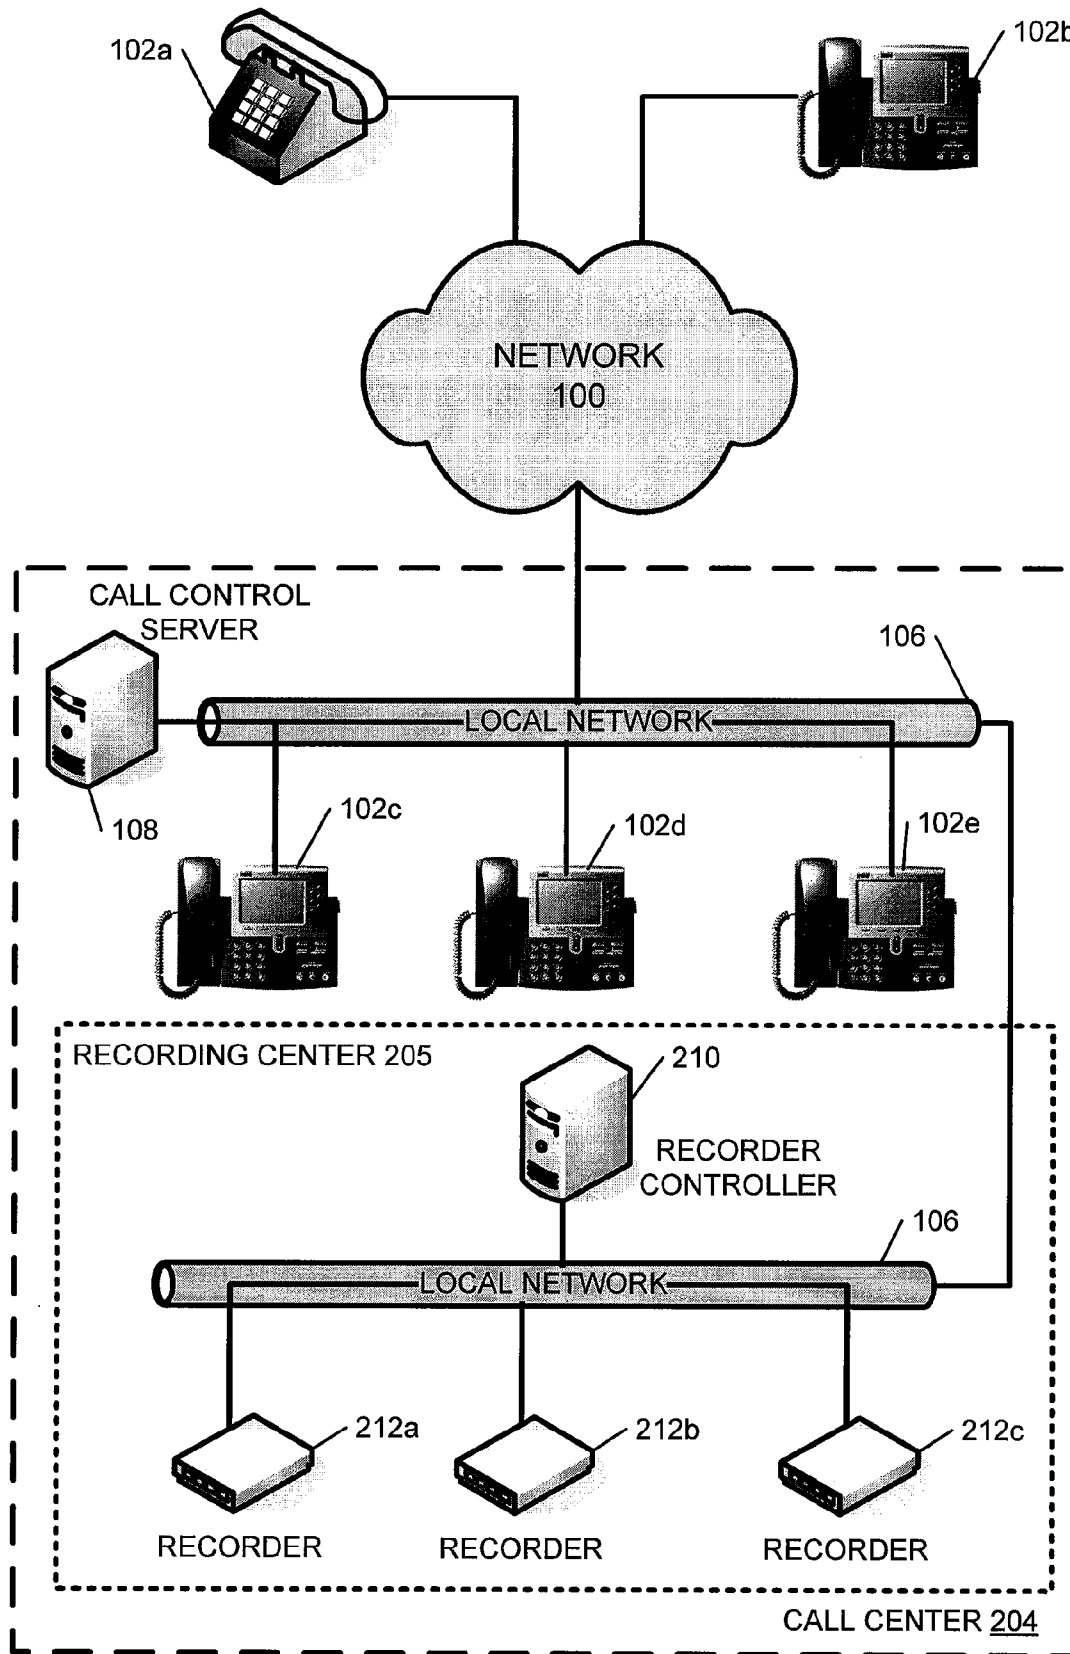 102a
102b
NETWORK
100
CALL CONTROL
SERVER
106
LOCAL NETWORK
108
102c
102d
102e
RECORDING CENTER 205
210
RECORDER
CONTROLLER
106
LOCAL NETWORK
212a
212b
212c
RECORDER
RECORDER
RECORDER
CALL CENTER 204